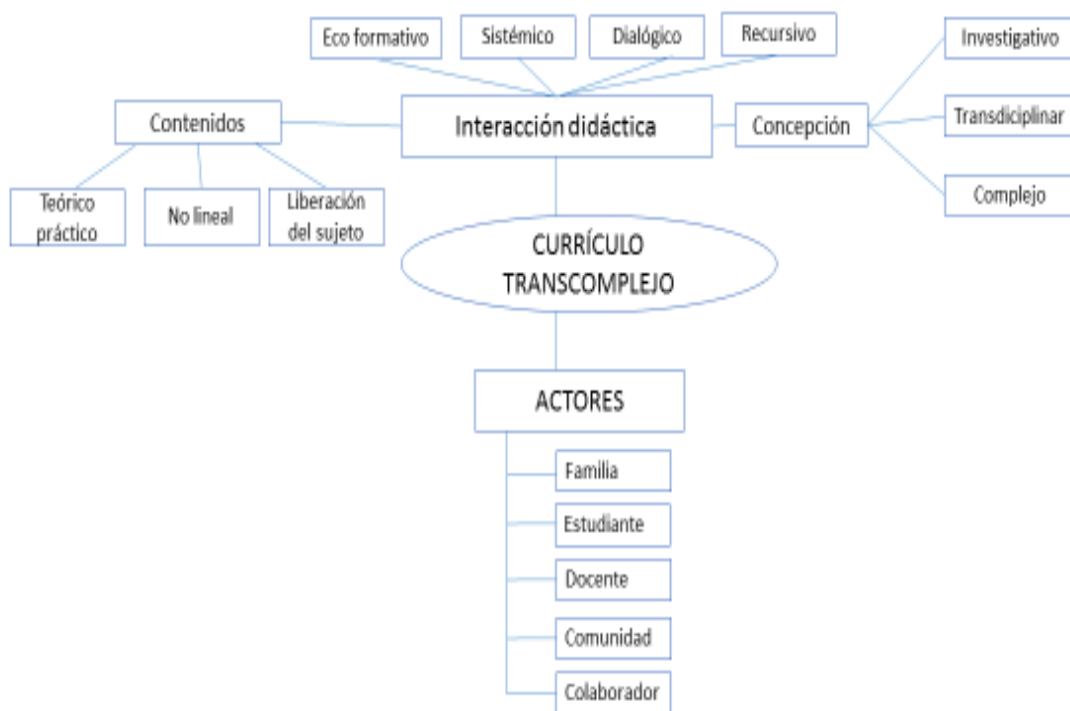 Eco formativo
Sistémico
Dialógico
Recursivo
Investigativo
Contenidos
Interacción didáctica
Concepción
Transdiciplinar
Teórico
práctico
No lineal
Liberación
del sujeto
Complejo
CURRÍCULO
TRANSCOMPLEJO
ACTORES
Familia
Estudiante
Docente
Comunidad
Colaborador